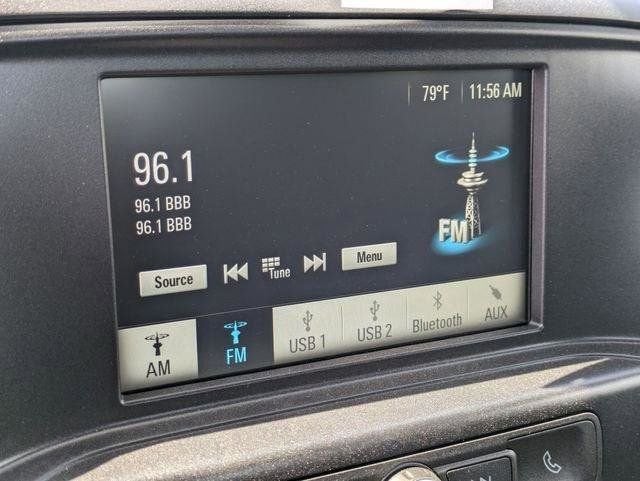 79°F 11:56 AM
96.1
96.1 BBB
96.1 BBB
FM
Source Tune Menu
AM FM USB 1 USB 2 Bluetooth AUX